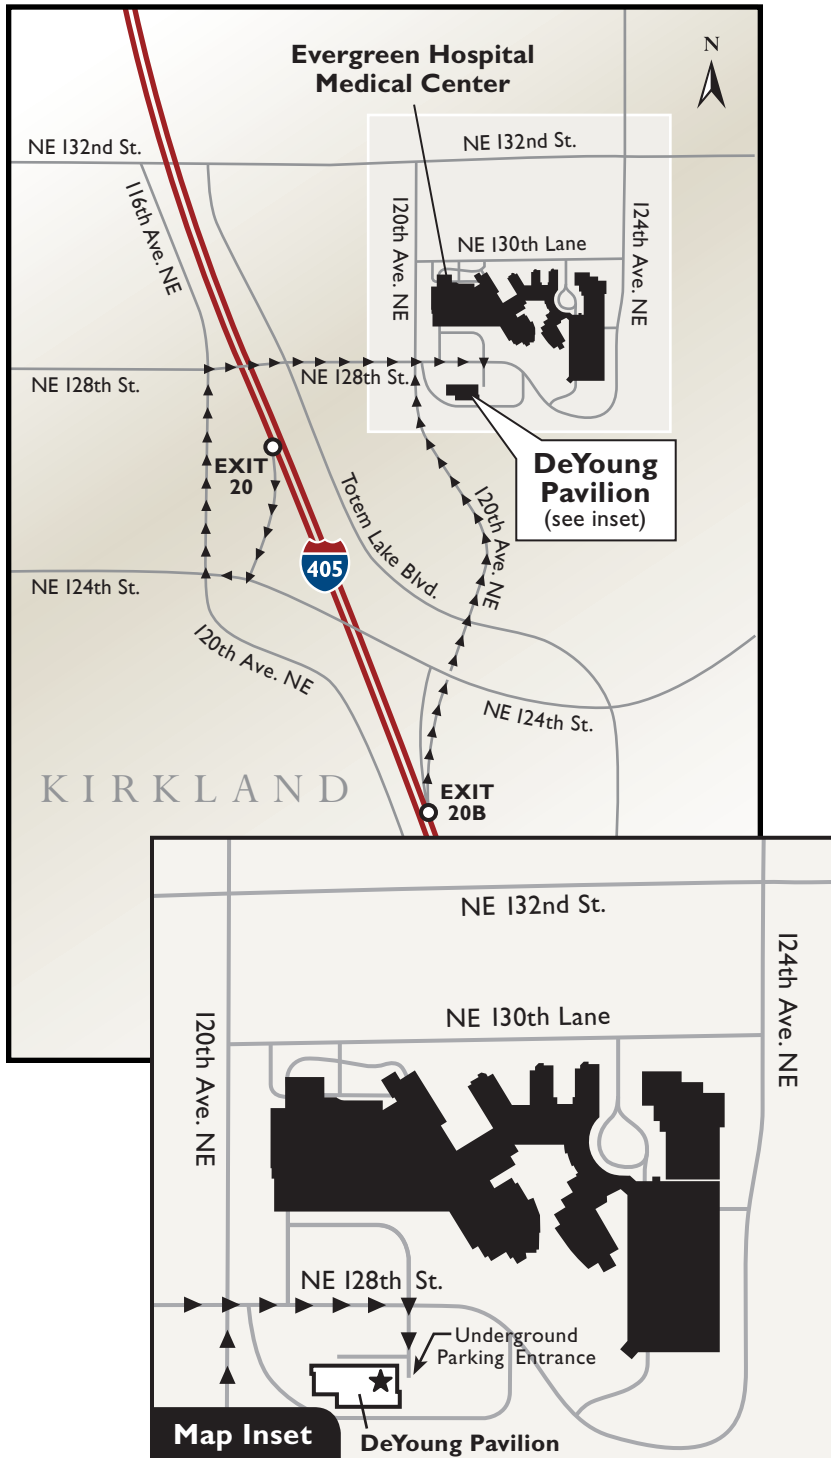 Evergreen Hospital
Medical Center
N
NE 132nd St.
NE 132nd St.
116th Ave. NE
120th Ave. NE
124th Ave. NE
NE 130th Lane
NE 128th St.
NE 128th St.
EXIT
20
DeYoung
Pavilion
(see inset)
Totem Lake Blvd.
120th Ave. NE
405
NE 124th St.
120th Ave. NE
NE 124th St.
KIRKLAND
EXIT
20B
NE 132nd St.
124th Ave. NE
120th Ave. NE
NE 130th Lane
NE 128th St.
Underground
Parking Entrance
Map Inset
DeYoung Pavilion